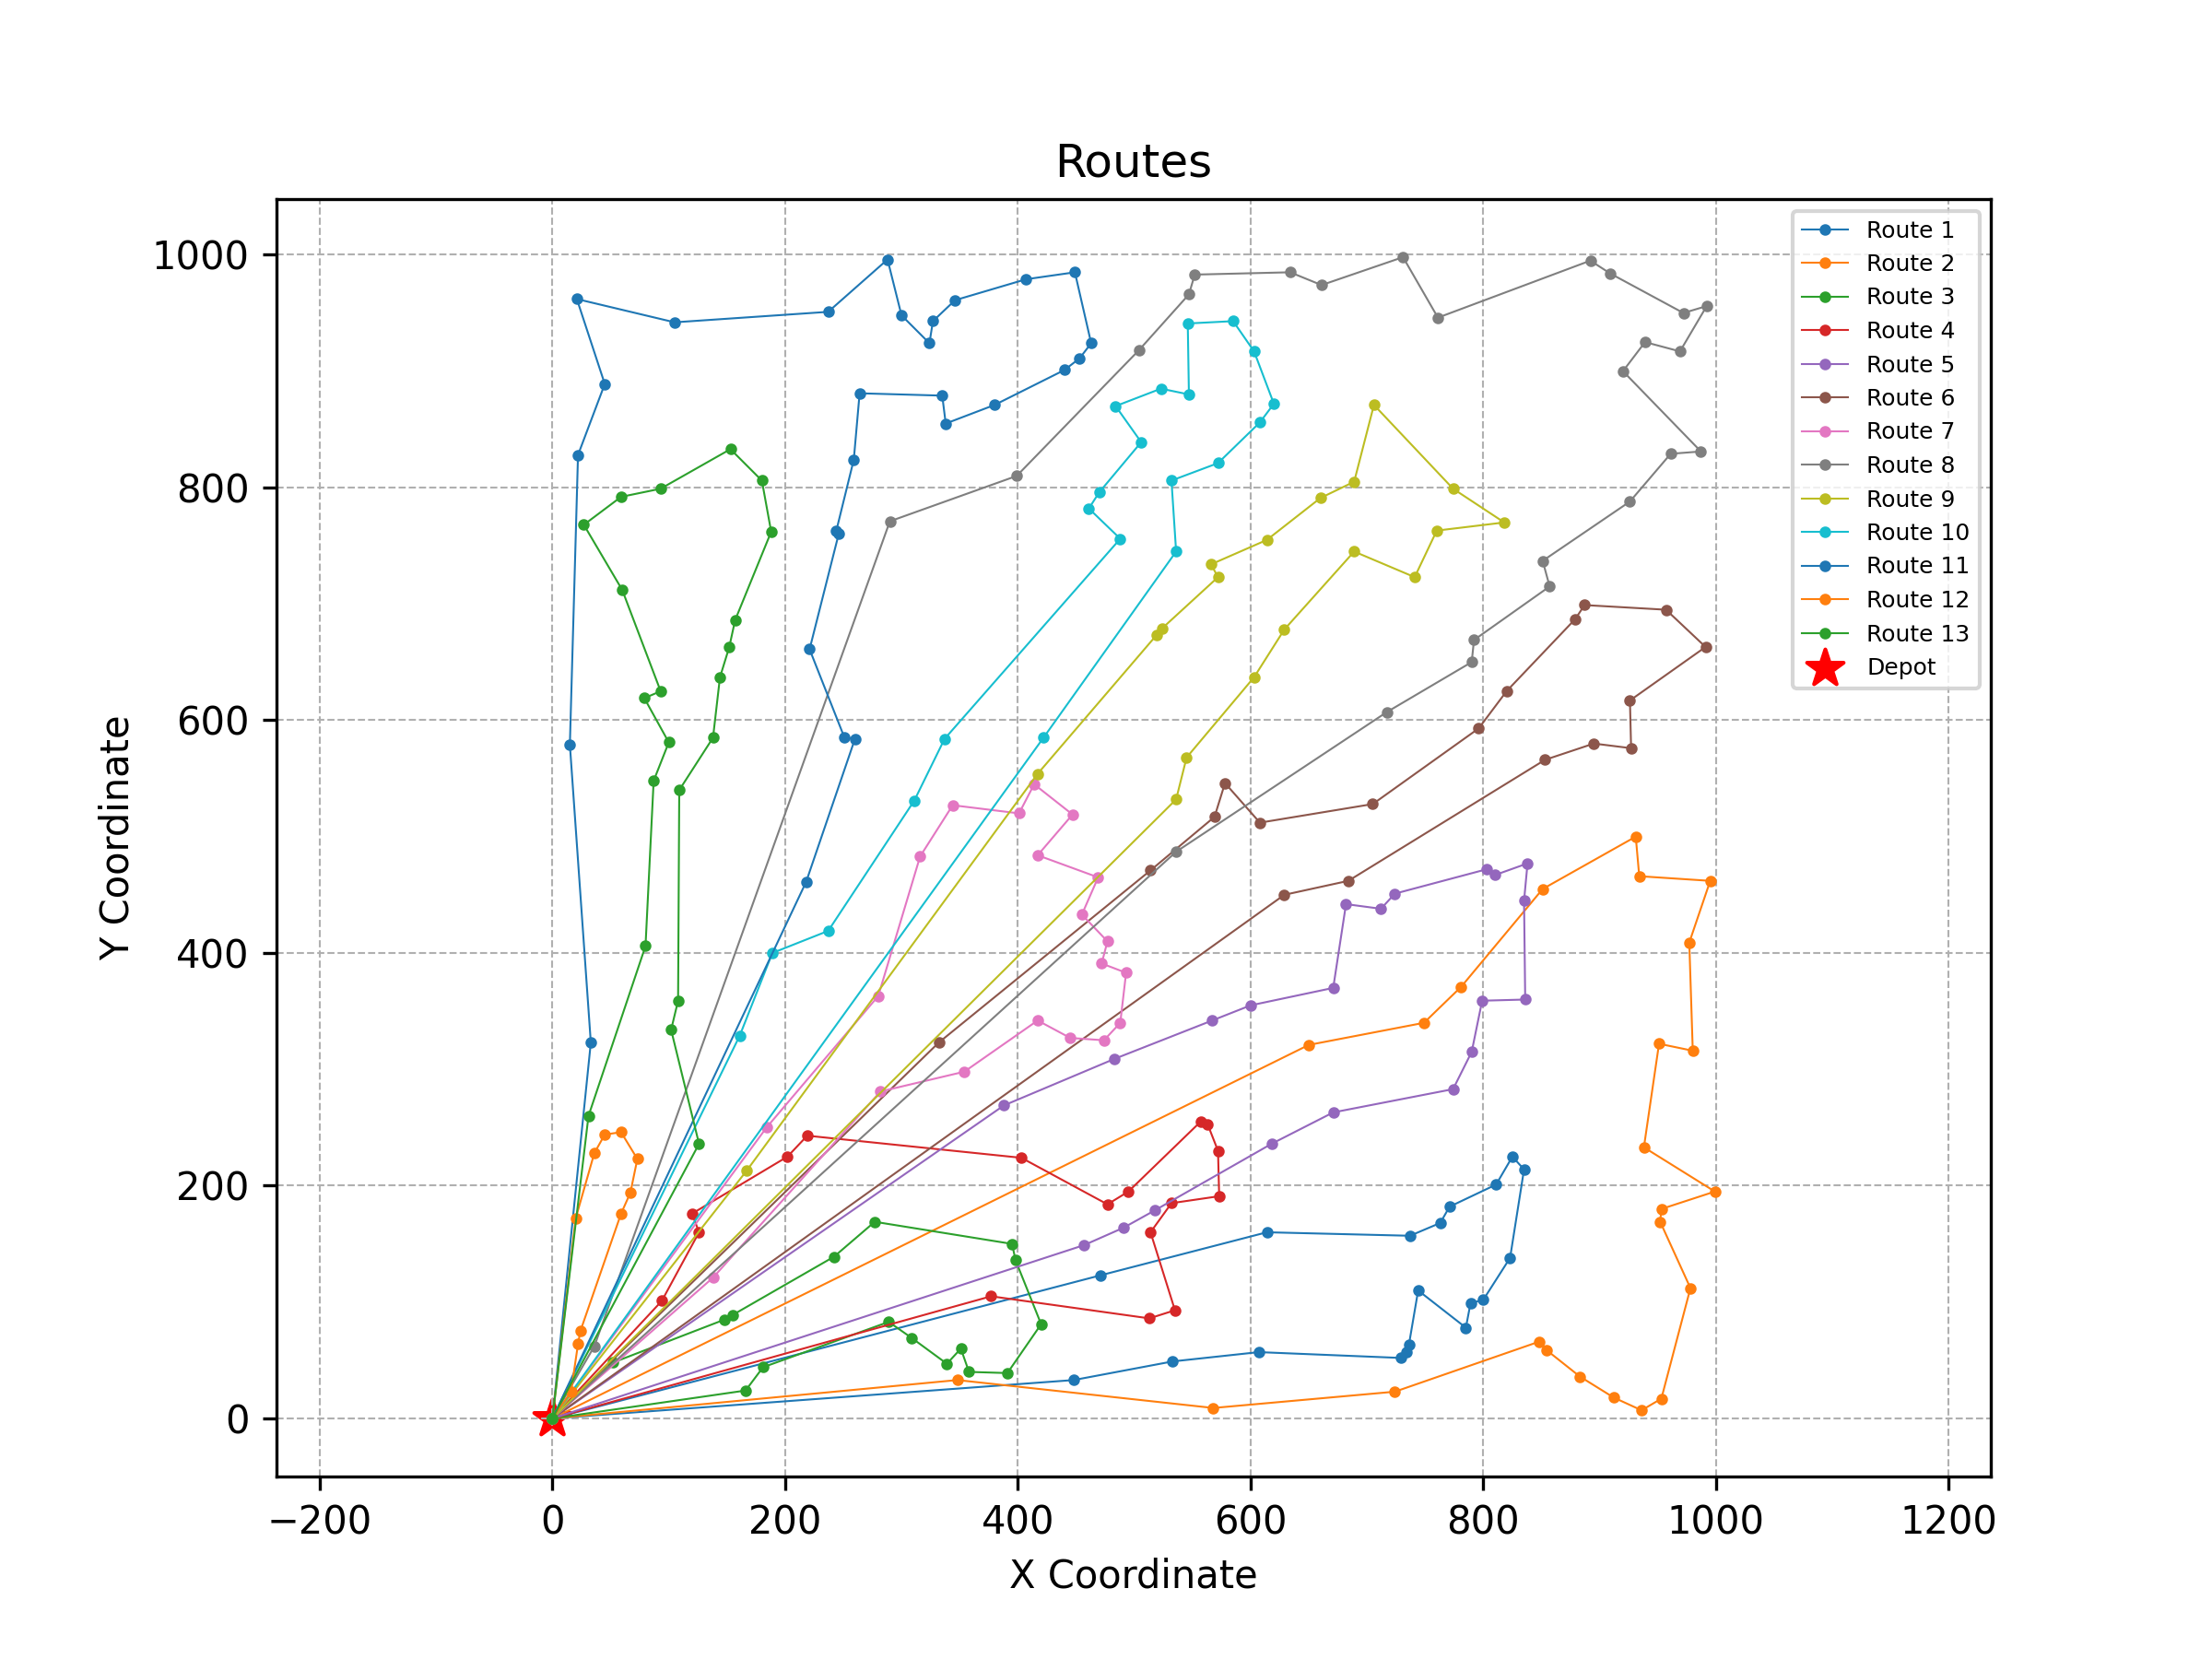 Routes
1000
800
600
400
200
0
Y Coordinate
−200
0
200
400
600
800
1000
1200
X Coordinate
Route 1
Route 2
Route 3
Route 4
Route 5
Route 6
Route 7
Route 8
Route 9
Route 10
Route 11
Route 12
Route 13
Depot